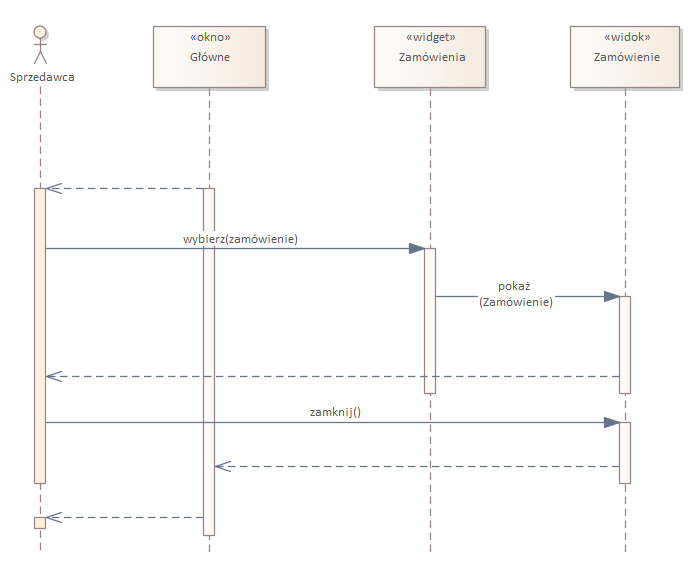 «okno»
Główne
«widget»
Zamówienia
«widok»
Zamówienie
Sprzedawca
wybierz(zamówienie)
pokaż
(Zamówienie)
zamknij()